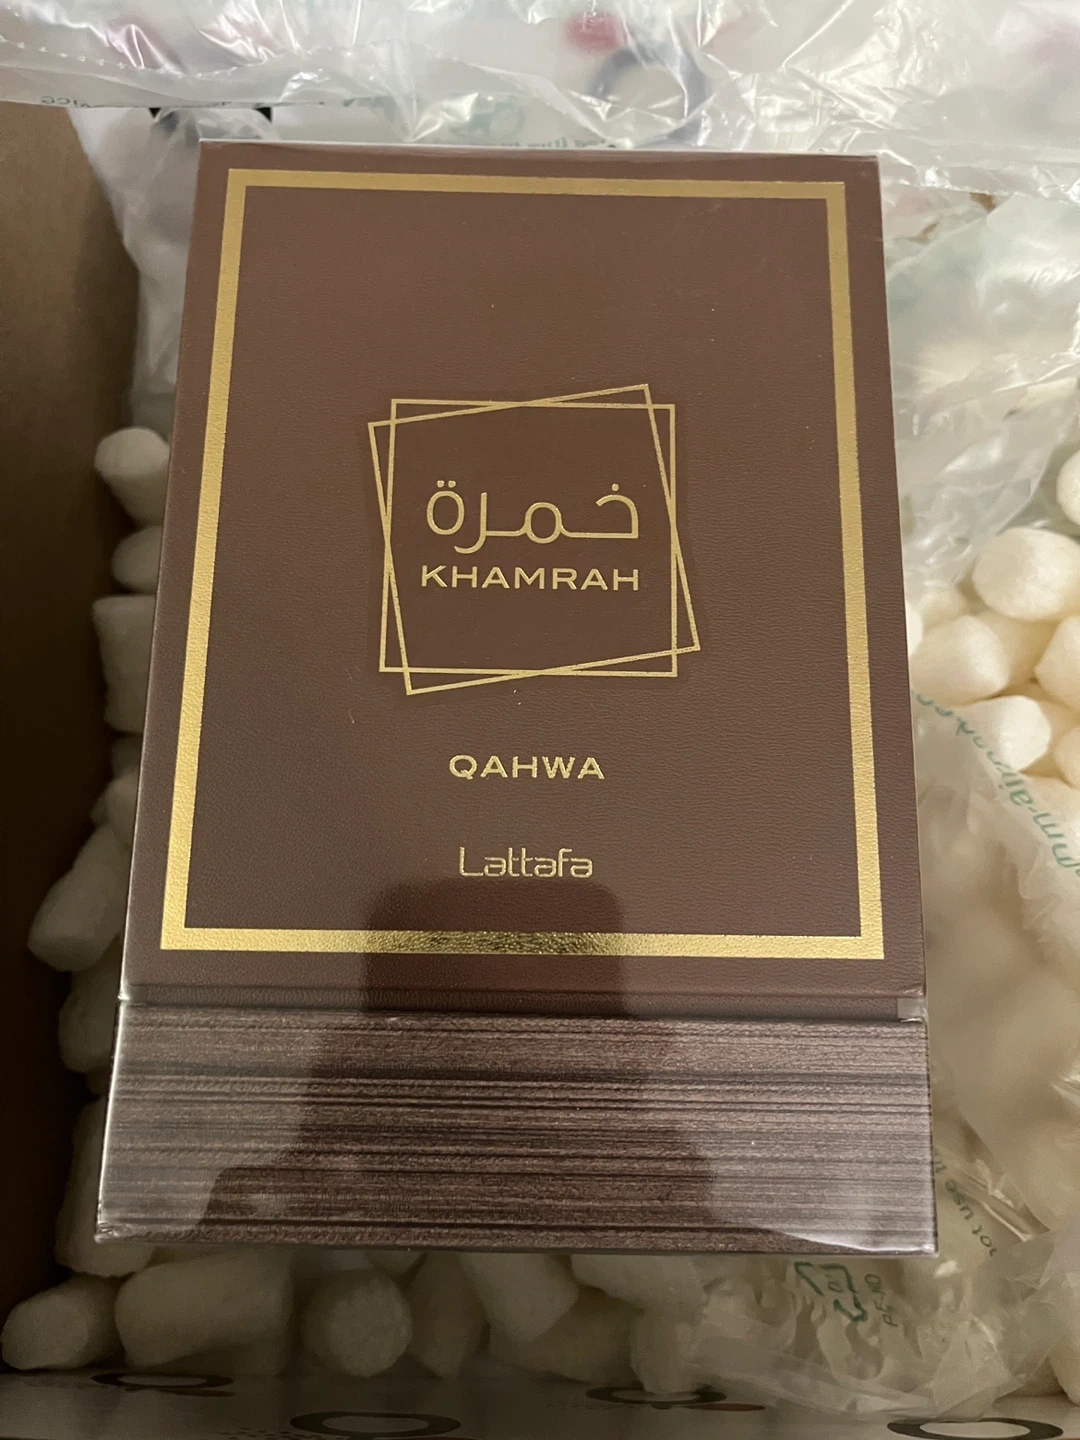 خمرة
KHAMRAH
QAHWA
Lattafa